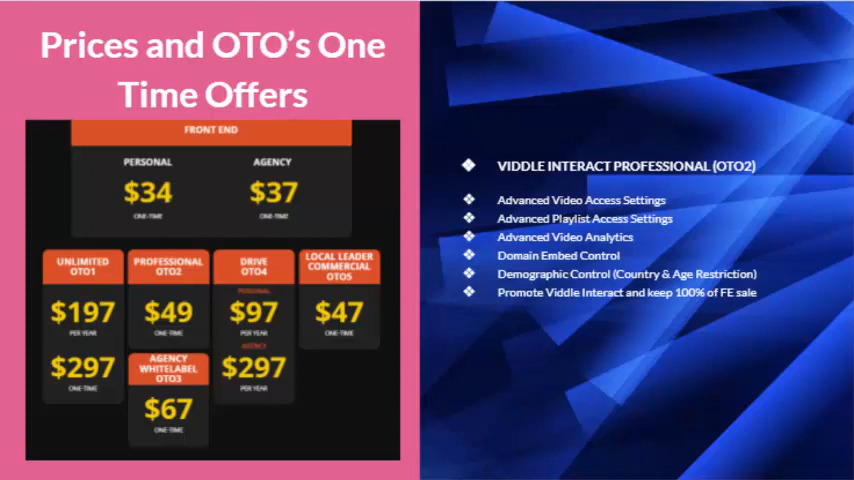 Prices and OTO's One
Time Offers
FRONT END
PERSONAL AGENCY
$34 $37
ONE-TIME ONE-TIME
UNLIMITED
OTO1
$197
PER YEAR
$297
ONE-TIME
PROFESSIONAL
OTO2
$49
ONE-TIME
AGENCY
WHITELABEL
OTO3
$67
ONE-TIME
DRIVE
OTO4
PERSONAL
$97
PER YEAR
AGENCY
$297
PER YEAR
LOCAL LEADER
COMMERCIAL
OTO5
$47
ONE-TIME
❖ VIDDLE INTERACT PROFESSIONAL (OTO2)
❖ Advanced Video Access Settings
❖ Advanced Playlist Access Settings
❖ Advanced Video Analytics
❖ Domain Embed Control
❖ Demographic Control (Country & Age Restriction)
❖ Promote Viddle Interact and keep 100% of FE sale